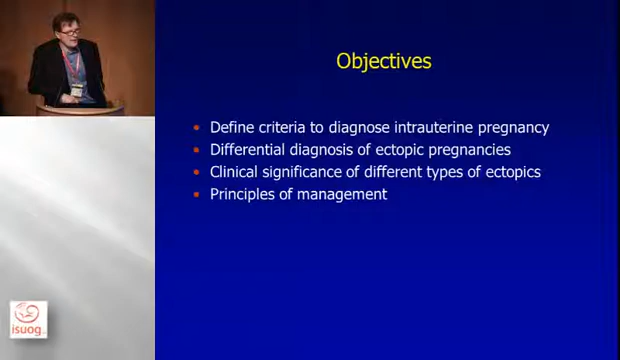 Objectives
• Define criteria to diagnose intrauterine pregnancy
• Differential diagnosis of ectopic pregnancies
• Clinical significance of different types of ectopics
• Principles of management
isuog